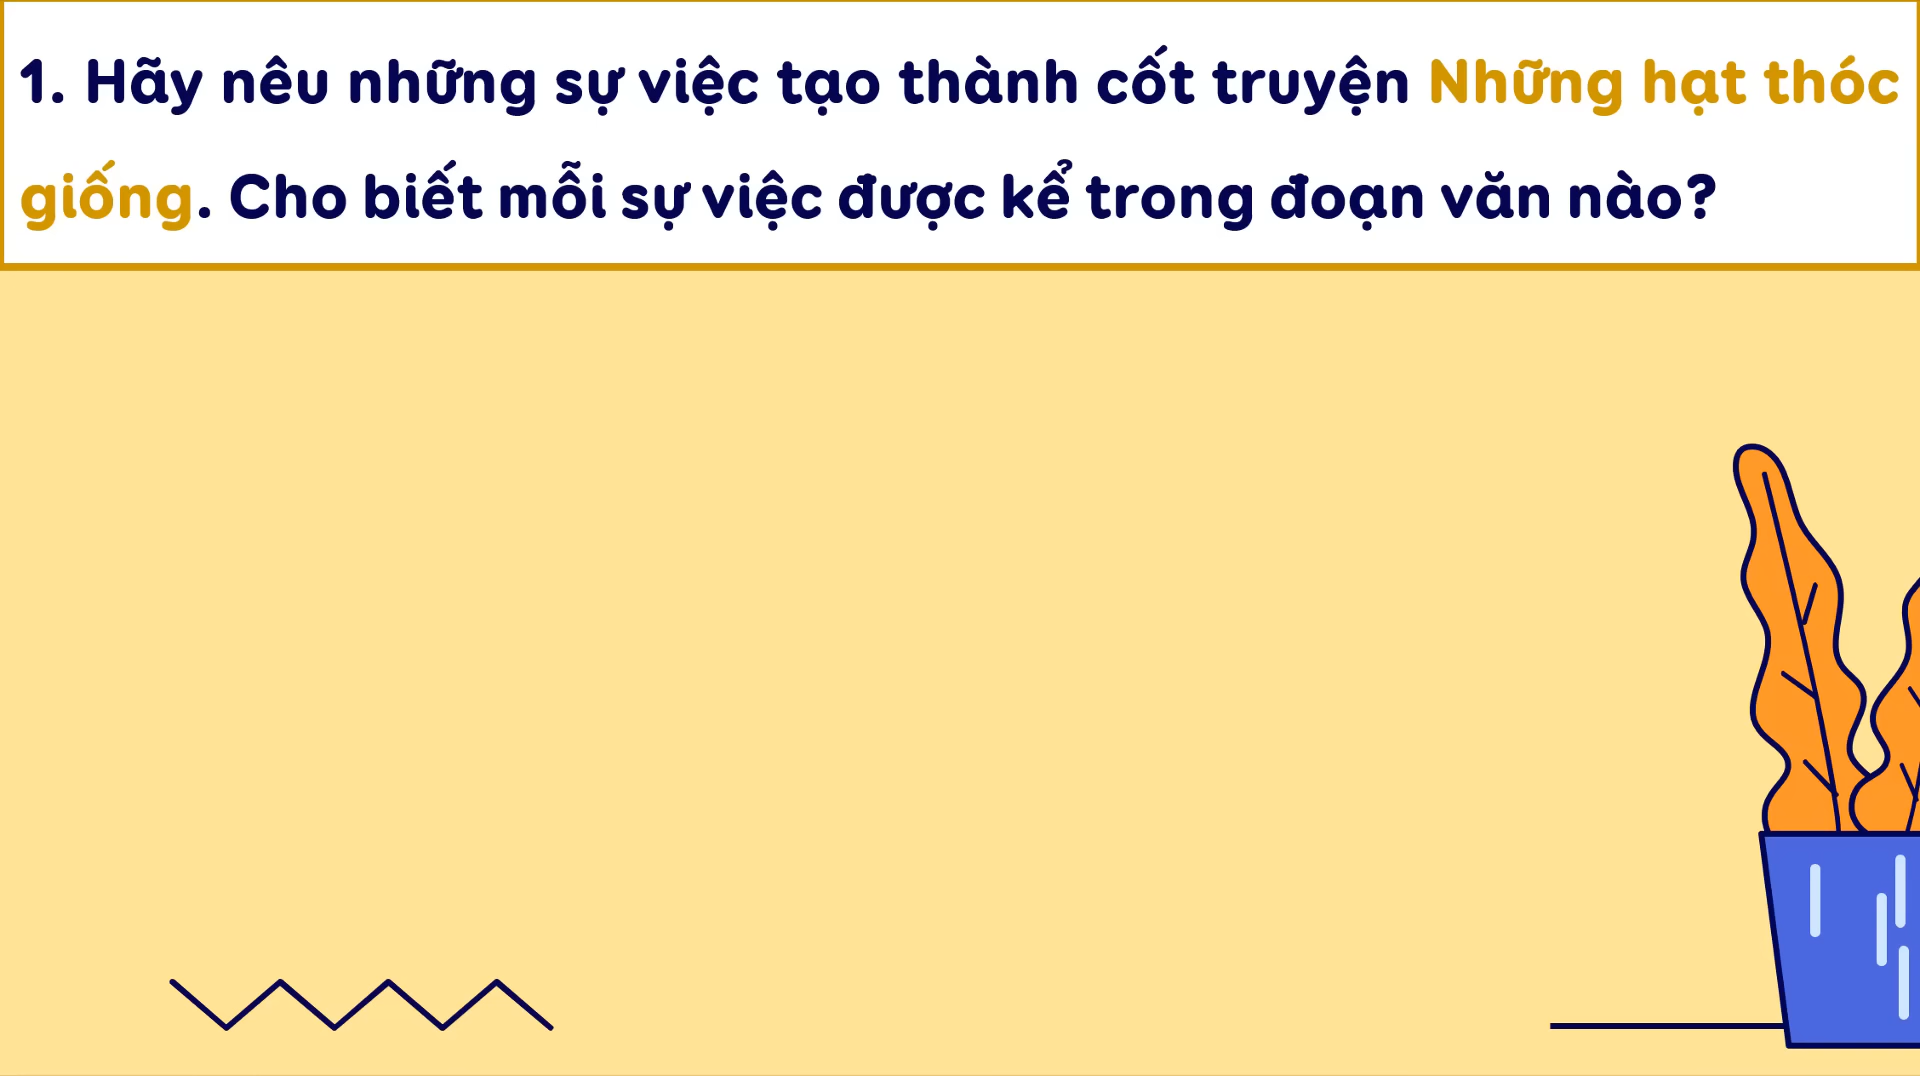 1. Hãy nêu những sự việc tạo thành cốt truyện Những hạt thóc
giống. Cho biết mỗi sự việc được kể trong đoạn văn nào?